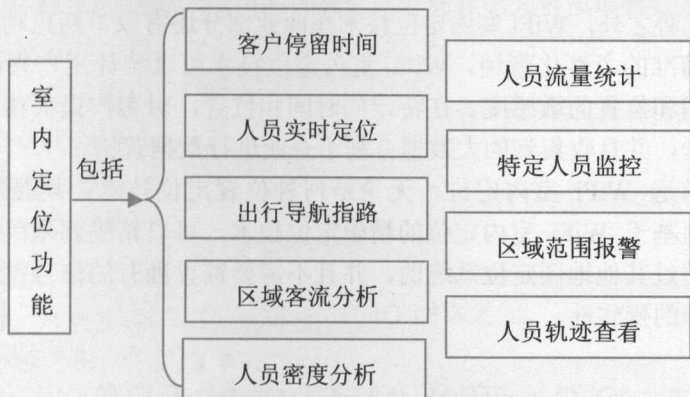 室内定位功能
包括
客户停留时间
人员实时定位
出行导航指路
区域客流分析
人员密度分析
人员流量统计
特定人员监控
区域范围报警
人员轨迹查看